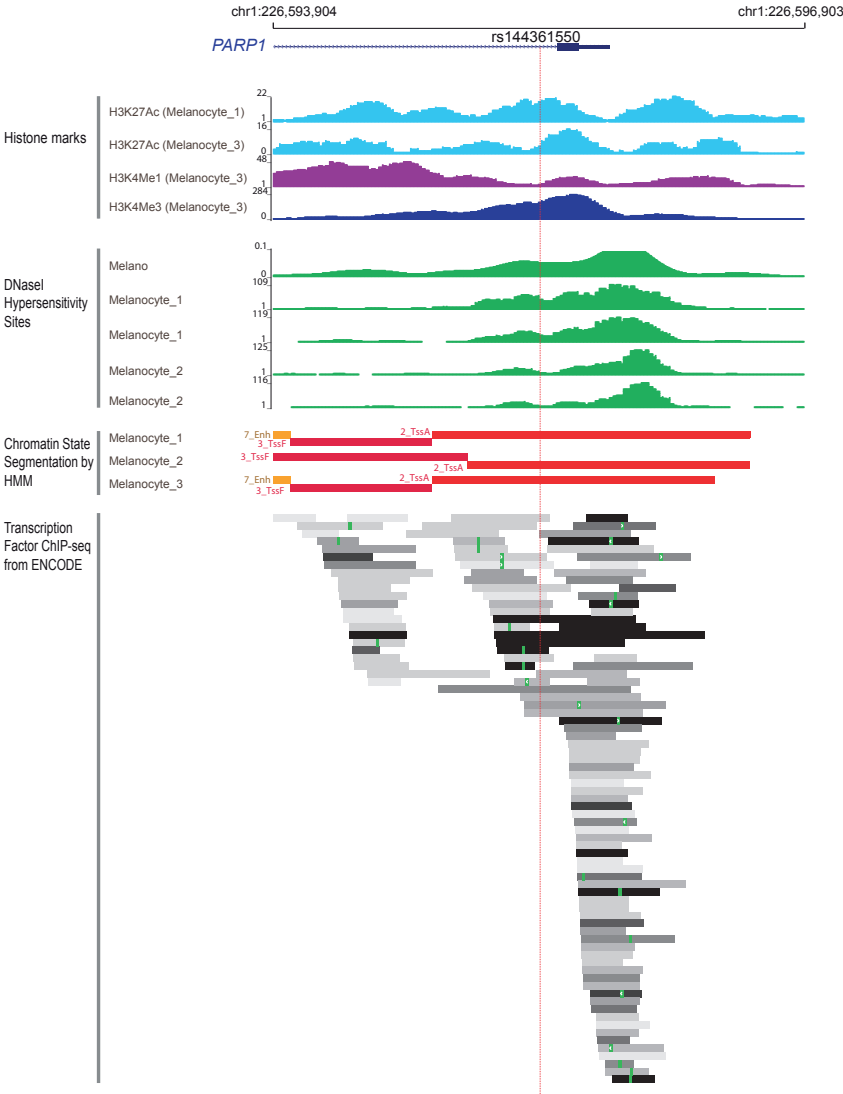 chr1:226,593,904 chr1:226,596,903
rs144361550
PARP1
Histone marks
H3K27Ac (Melanocyte_1) 22 1
H3K27Ac (Melanocyte_3) 16 0
H3K4Me1 (Melanocyte_3) 48 1
H3K4Me3 (Melanocyte_3) 284 0
DNaseI
Hypersensitivity
Sites
Melano 0.1 0
Melanocyte_1 109 1
Melanocyte_1 119 1
Melanocyte_2 125 1
Melanocyte_2 116 1
Chromatin State
Segmentation by
HMM
Melanocyte_1 7_Enh 3_TssF 2_TssA
Melanocyte_2 3_TssF 2_TssA
Melanocyte_3 7_Enh 3_TssF 2_TssA
Transcription
Factor ChIP-seq
from ENCODE